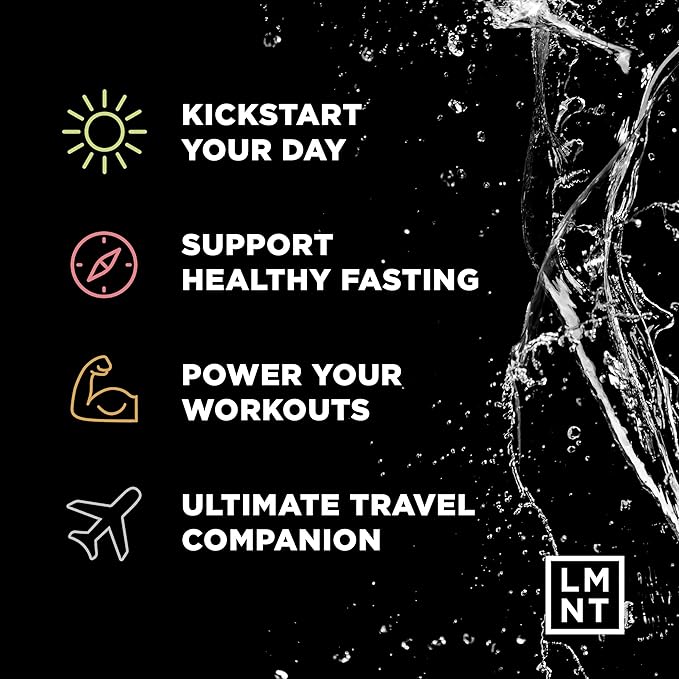 KICKSTART
YOUR DAY
SUPPORT
HEALTHY FASTING
POWER YOUR
WORKOUTS
ULTIMATE TRAVEL
COMPANION
LM
NT